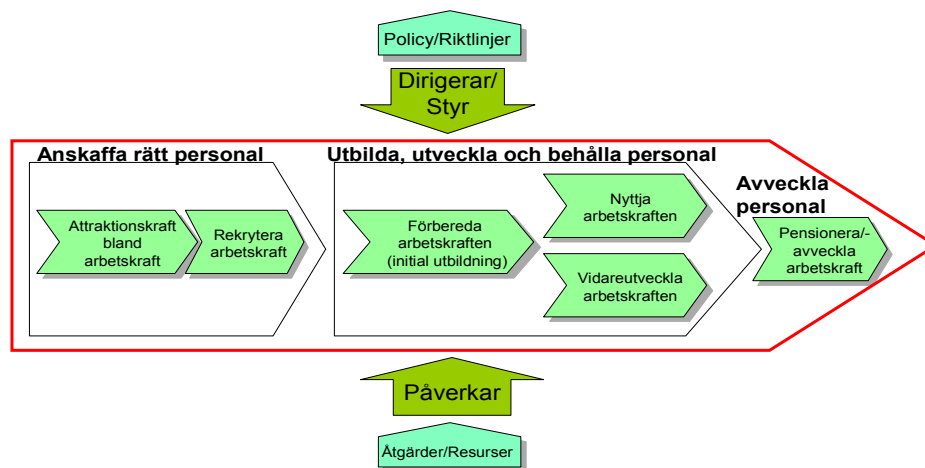 Policy/Riktlinjer
Dirigerar/
Styr
Anskaffa rätt personal
Utbilda, utveckla och behålla personal
Avveckla
personal
Attraktionskraft
bland
arbetskraft
Rekrytera
arbetskraft
Förbereda
arbetskraften
(initial utbildning)
Nyttja
arbetskraften
Vidareutveckla
arbetskraften
Pensionera/-
avveckla
arbetskraft
Påverkar
Åtgärder/Resurser